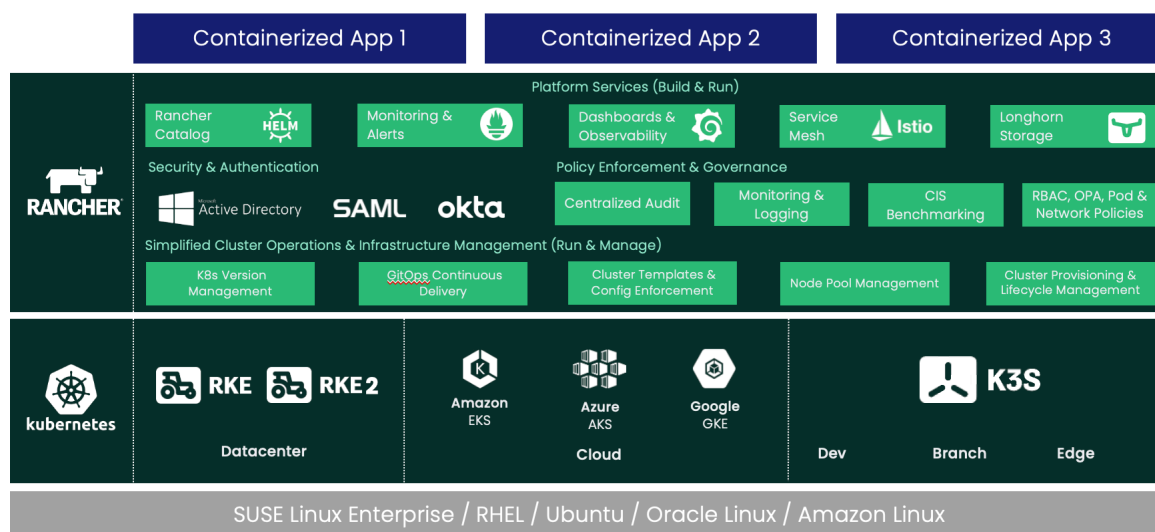 Containerized App 1
Containerized App 2
Containerized App 3
Platform Services (Build & Run)
Rancher
Catalog
HELM
Monitoring &
Alerts
Dashboards &
Observability
Service
Mesh
Istio
Longhorn
Storage
RANCHER
Security & Authentication
Microsoft
Active Directory
SAML
okta
Policy Enforcement & Governance
Centralized Audit
Monitoring &
Logging
CIS
Benchmarking
RBAC, OPA, Pod &
Network Policies
Simplified Cluster Operations & Infrastructure Management (Run & Manage)
K8s Version
Management
GitOps Continuous
Delivery
Cluster Templates &
Config Enforcement
Node Pool Management
Cluster Provisioning &
Lifecycle Management
kubernetes
RKE
RKE2
Datacenter
Amazon
EKS
Azure
AKS
Google
GKE
Cloud
K3S
Dev
Branch
Edge
SUSE Linux Enterprise / RHEL / Ubuntu / Oracle Linux / Amazon Linux